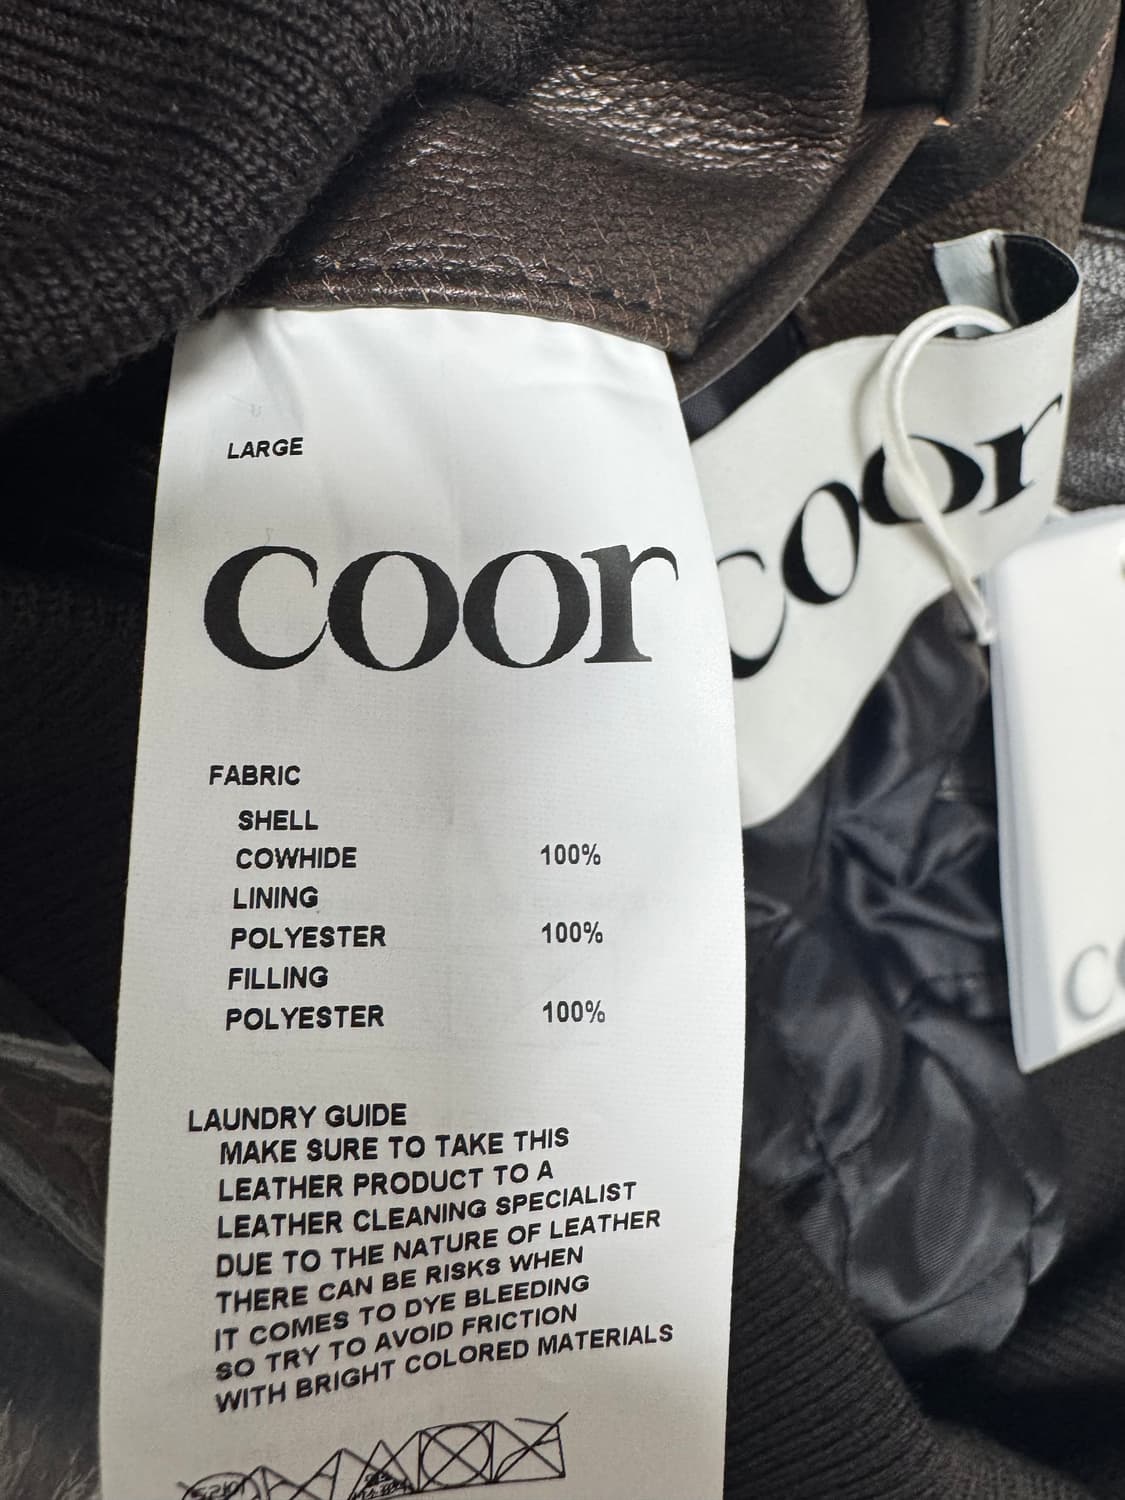 LARGE
coor
FABRIC
SHELL
COWHIDE 100%
LINING
POLYESTER 100%
FILLING
POLYESTER 100%
LAUNDRY GUIDE
MAKE SURE TO TAKE THIS
LEATHER PRODUCT TO A
LEATHER CLEANING SPECIALIST
DUE TO THE NATURE OF LEATHER
THERE CAN BE RISKS WHEN
IT COMES TO DYE BLEEDING
SO TRY TO AVOID FRICTION
WITH BRIGHT COLORED MATERIALS
coor